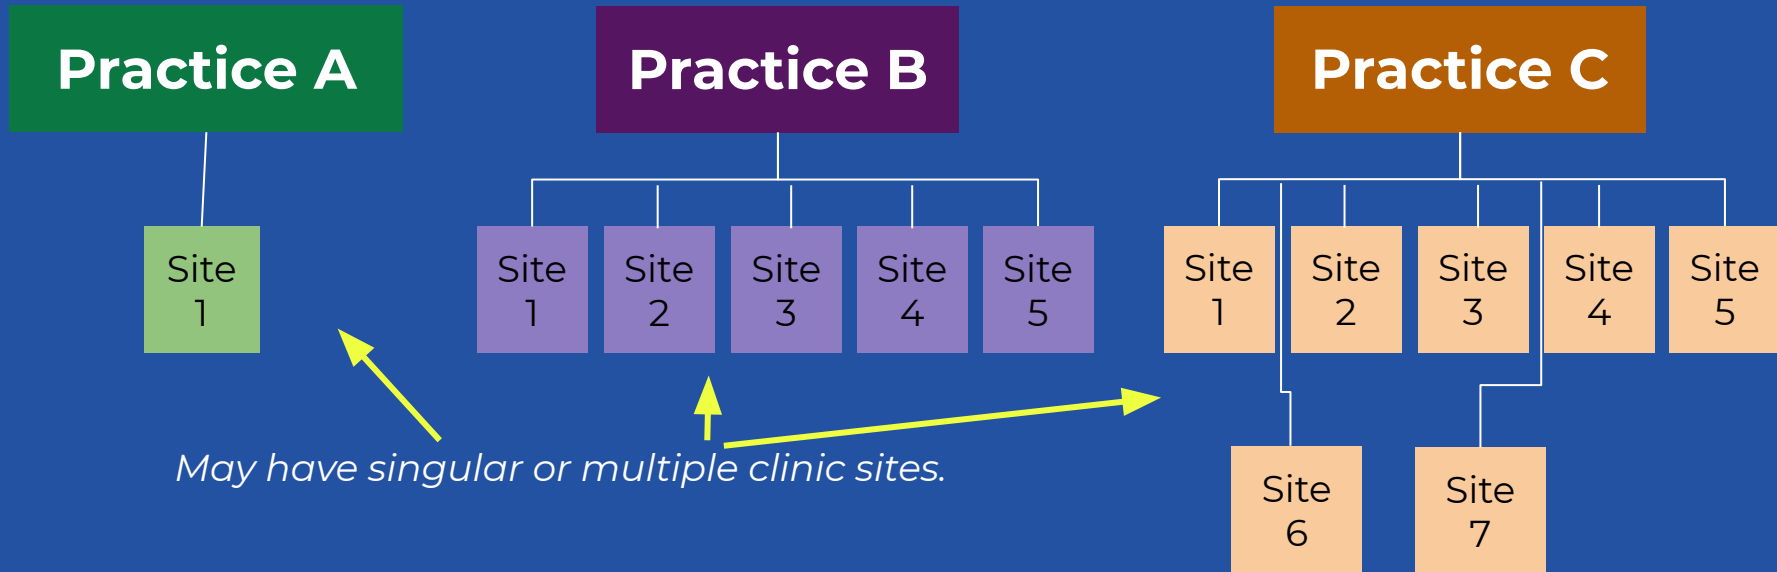 Practice A
Practice B
Practice C
Site
1
Site
1
Site
2
Site
3
Site
4
Site
5
Site
1
Site
2
Site
3
Site
4
Site
5
May have singular or multiple clinic sites.
Site
6
Site
7